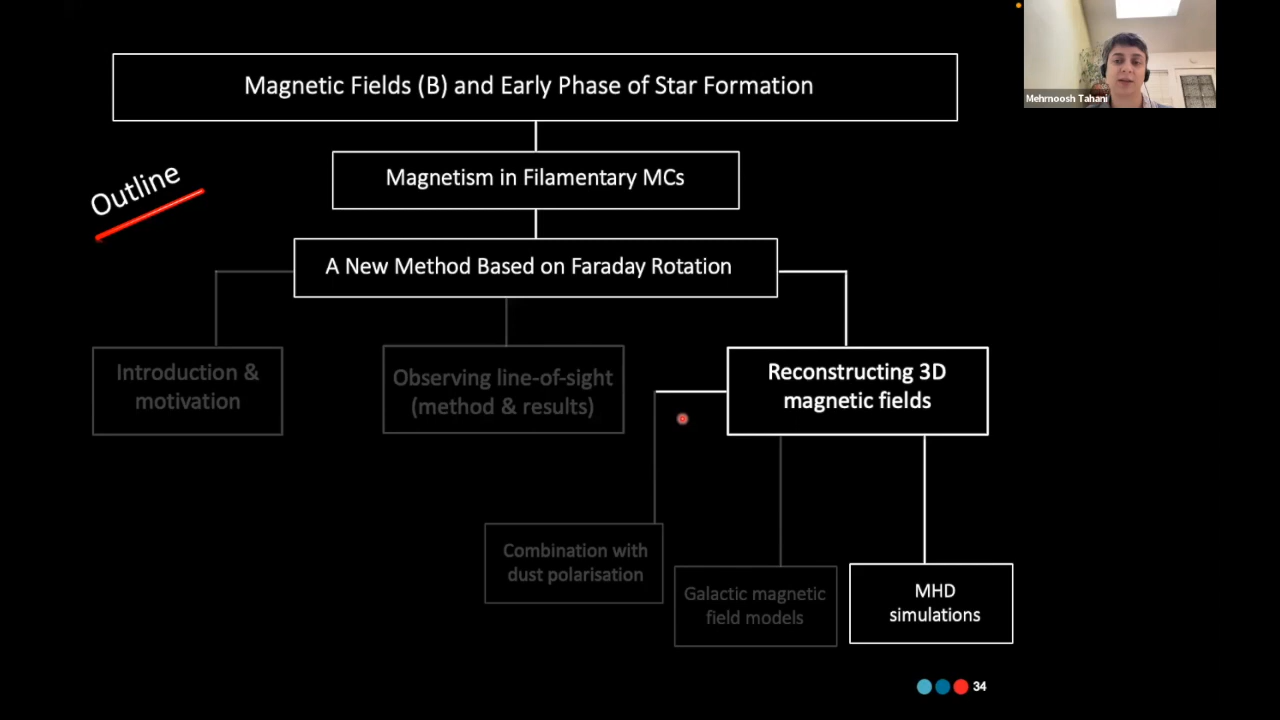 Magnetic Fields (B) and Early Phase of Star Formation
Mehrnoosh Tahani
Magnetism in Filamentary MCs
Outline
A New Method Based on Faraday Rotation
Introduction &
motivation
Observing line-of-sight
(method & results)
Reconstructing 3D
magnetic fields
Combination with
dust polarisation
Galactic magnetic
field models
MHD
simulations
34